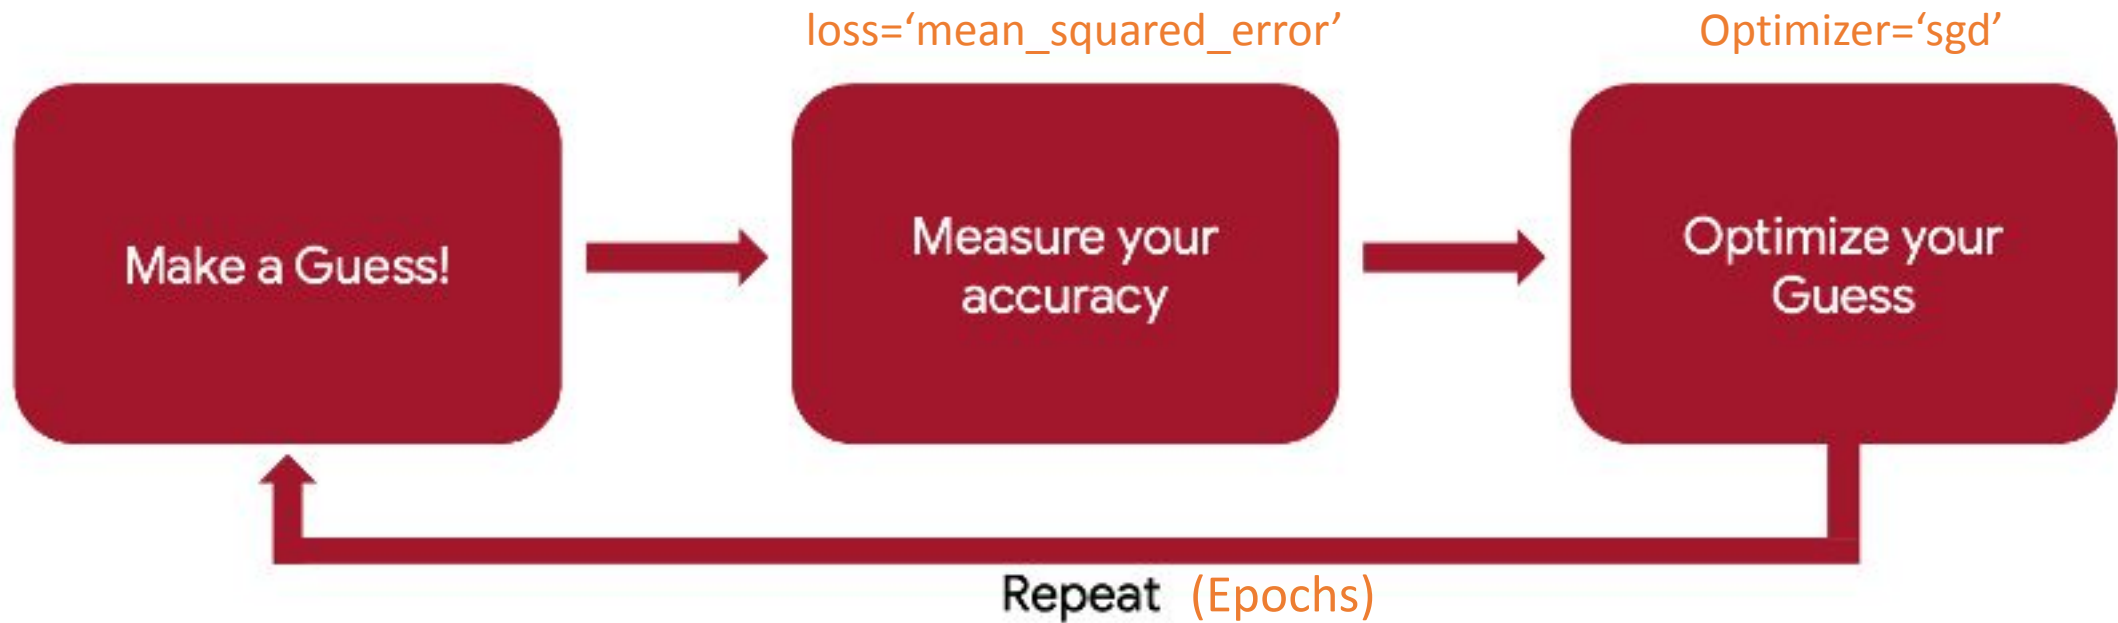 loss=‘mean_squared_error’
Optimizer=‘sgd’
Make a Guess!
Measure your
accuracy
Optimize your
Guess
Repeat (Epochs)